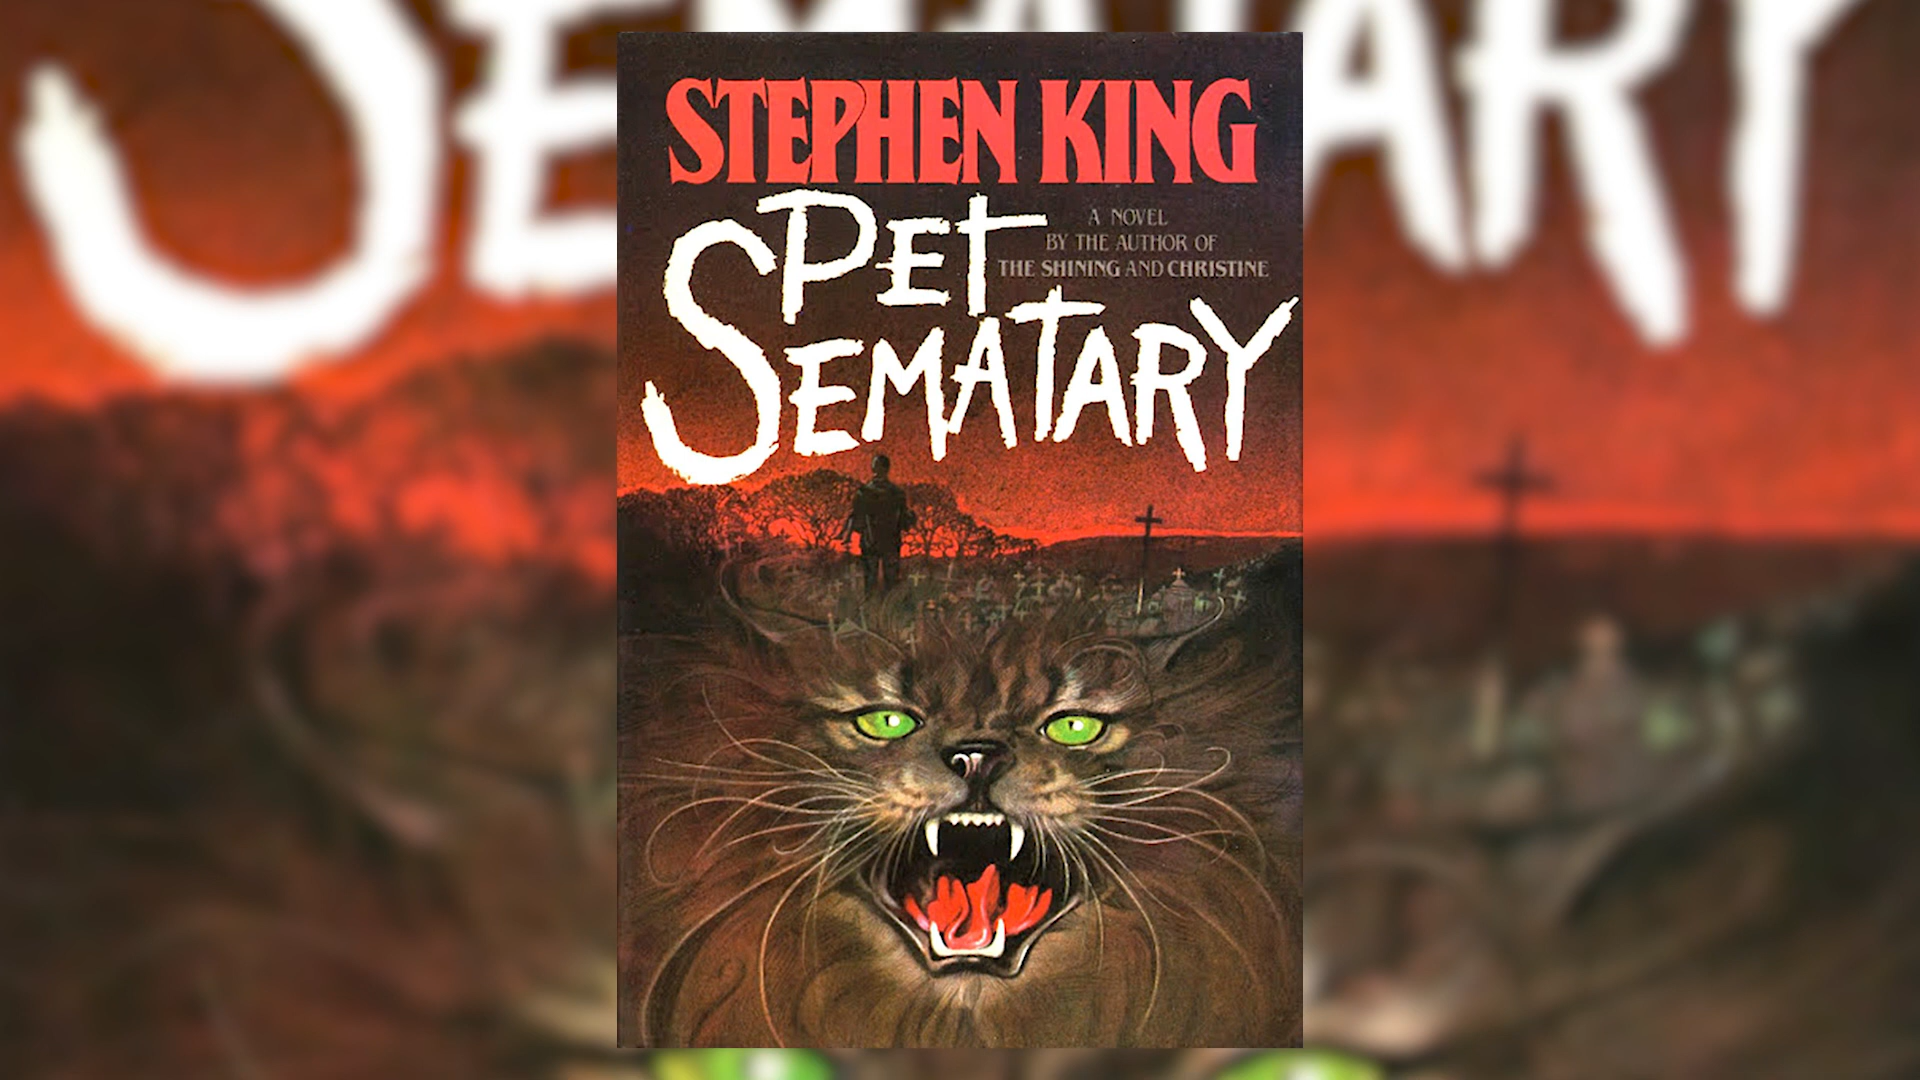 STEPHEN KING
PET
SEMATARY
A NOVEL
BY THE AUTHOR OF
THE SHINING AND CHRISTINE